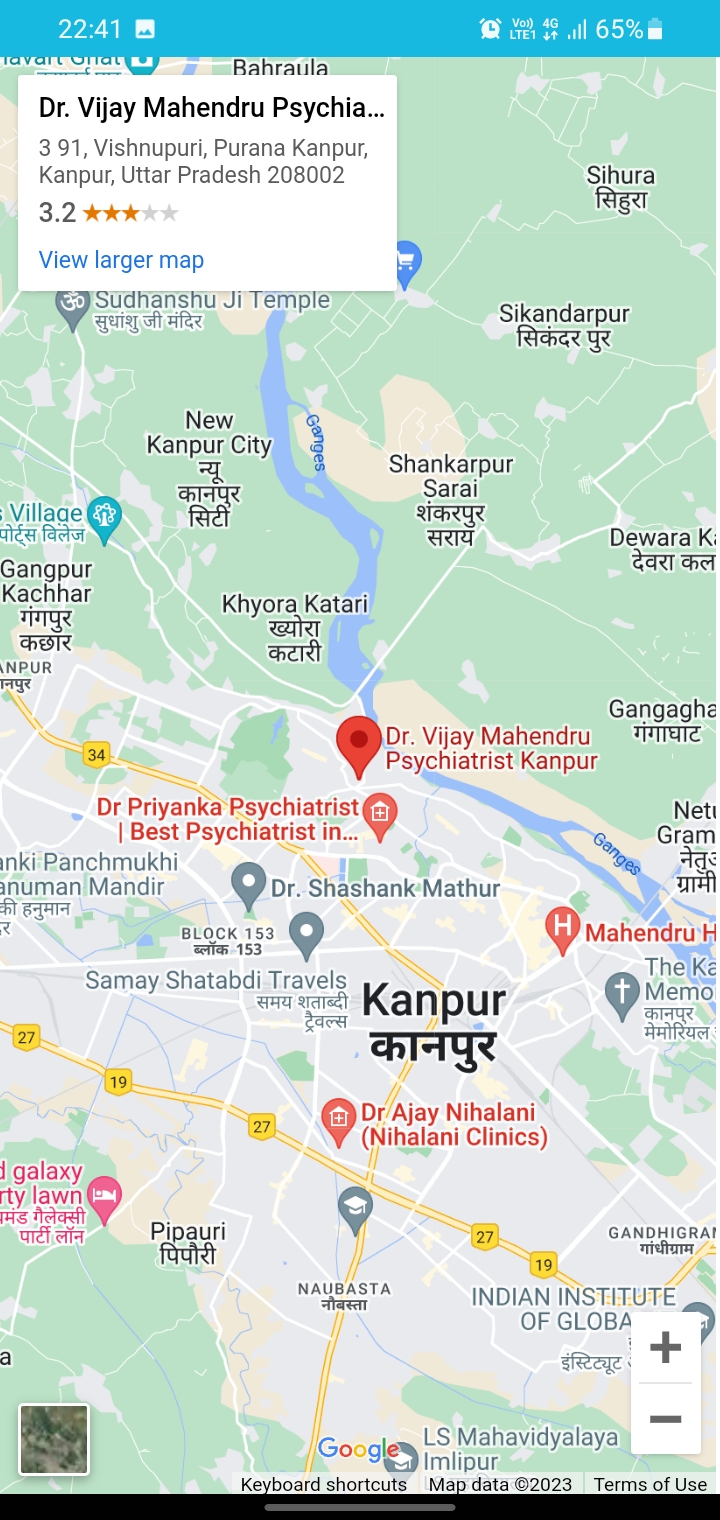 22:41
Vo)) 4G
LTE1
65%
Bahraula
Dr. Vijay Mahendru Psychia...
3 91, Vishnupuri, Purana Kanpur,
Kanpur, Uttar Pradesh 208002
3.2
View larger map
Sihura
सिहुरा
Sudhanshu Ji Temple
सुधांशु जी मंदिर
Sikandarpur
सिकंदर पुर
New
Kanpur City
न्यू
कानपुर
सिटी
Ganges
Shankarpur
Sarai
शंकरपुर
सराय
s Village
पोर्ट्स विलेज
Dewara Ka
देवरा कल
Gangpur
Kachhar
गंगपुर
कछार
Khyora Katari
ख्योरा
कटारी
ANPUR
नपुर
Gangagha
गंगाघाट
Dr. Vijay Mahendru
Psychiatrist Kanpur
34
Dr Priyanka Psychiatrist
| Best Psychiatrist in...
Netu
Gram
नेतुअ
ग्रामी
Ganges
anki Panchmukhi
anuman Mandir
की हनुमान
Dr. Shashank Mathur
BLOCK 153
ब्लॉक 153
Mahendru H
Samay Shatabdi Travels
समय शताब्दी
ट्रैवल्स
Kanpur
कानपुर
The Ka
Memo
कानपुर
मेमोरियल
27
19
27
Dr Ajay Nihalani
(Nihalani Clinics)
d galaxy
rty lawn
यमंड गैलेक्सी
पार्टी लॉन
Pipauri
पिपौरी
27
19
GANDHIGRAM
गांधीग्राम
NAUBASTA
नौबस्ता
INDIAN INSTITUTE
OF GLOBA
इंस्टिट्यूट
+
−
a
Google
LS Mahavidyalaya
Imlipur
Keyboard shortcuts
Map data ©2023
Terms of Use